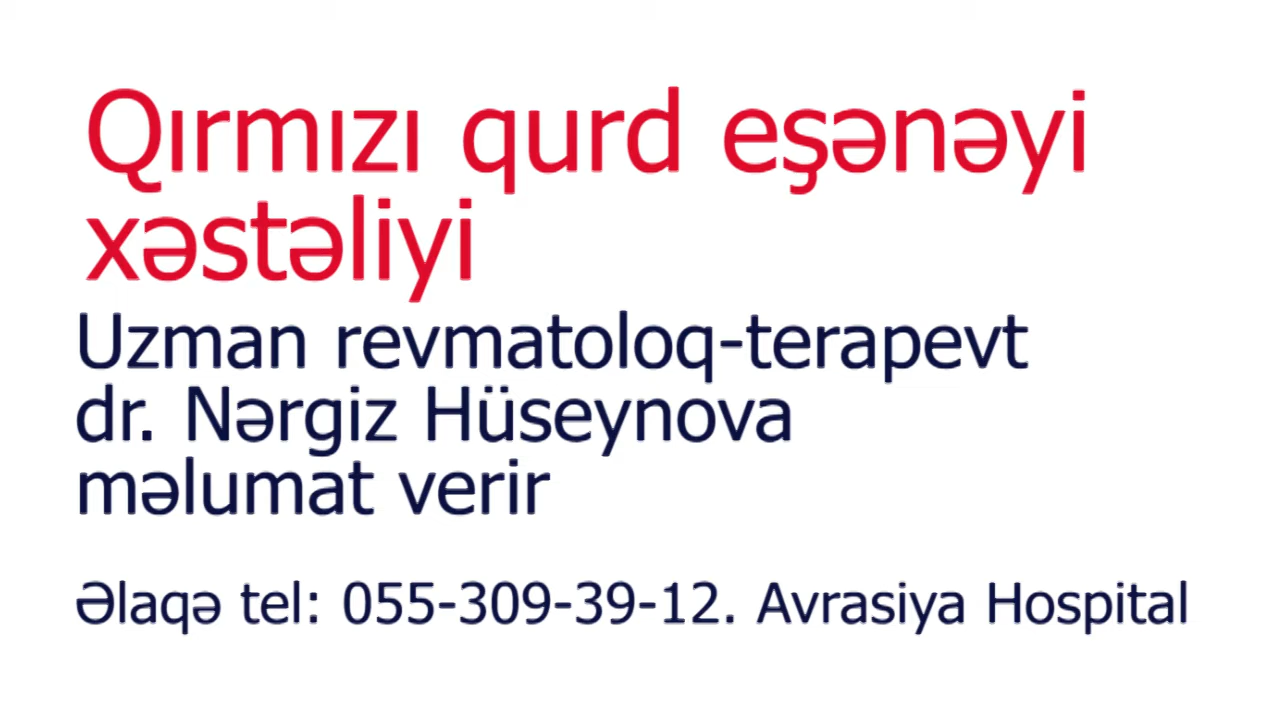 Qırmızı qurd eşənəyi
xəstəliyi
Uzman revmatoloq-terapevt
dr. Nərgiz Hüseynova
məlumat verir
Əlaqə tel: 055-309-39-12. Avrasiya Hospital